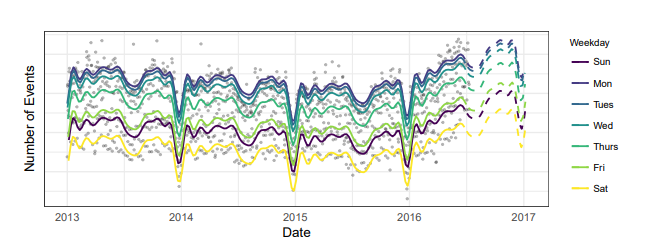 Number of Events
2013 2014 2015 2016 2017
Date
Weekday
Sun
Mon
Tues
Wed
Thurs
Fri
Sat